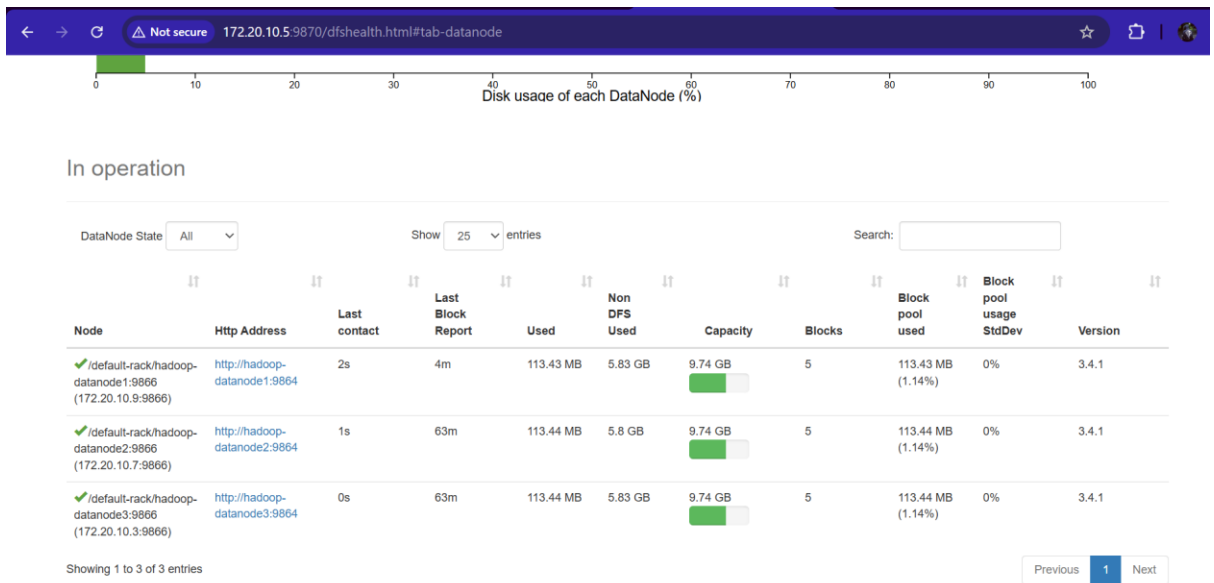 Not secure 172.20.10.5:9870/dfshealth.html#tab-datanode
0 10 20 30 40 50 60 70 80 90 100
Disk usage of each DataNode (%)
In operation
DataNode State All
Show 25 entries
Search:
Node
Http Address
Last
contact
Last
Block
Report
Used
Non
DFS
Used
Capacity
Blocks
Block
pool
used
Block
pool
usage
StdDev
Version
/default-rack/hadoop-
datanode1:9866
(172.20.10.9:9866)
http://hadoop-
datanode1:9864
2s
4m
113.43 MB
5.83 GB
9.74 GB
5
113.43 MB
(1.14%)
0%
3.4.1
/default-rack/hadoop-
datanode2:9866
(172.20.10.7:9866)
http://hadoop-
datanode2:9864
1s
63m
113.44 MB
5.8 GB
9.74 GB
5
113.44 MB
(1.14%)
0%
3.4.1
/default-rack/hadoop-
datanode3:9866
(172.20.10.3:9866)
http://hadoop-
datanode3:9864
0s
63m
113.44 MB
5.83 GB
9.74 GB
5
113.44 MB
(1.14%)
0%
3.4.1
Showing 1 to 3 of 3 entries
Previous 1 Next